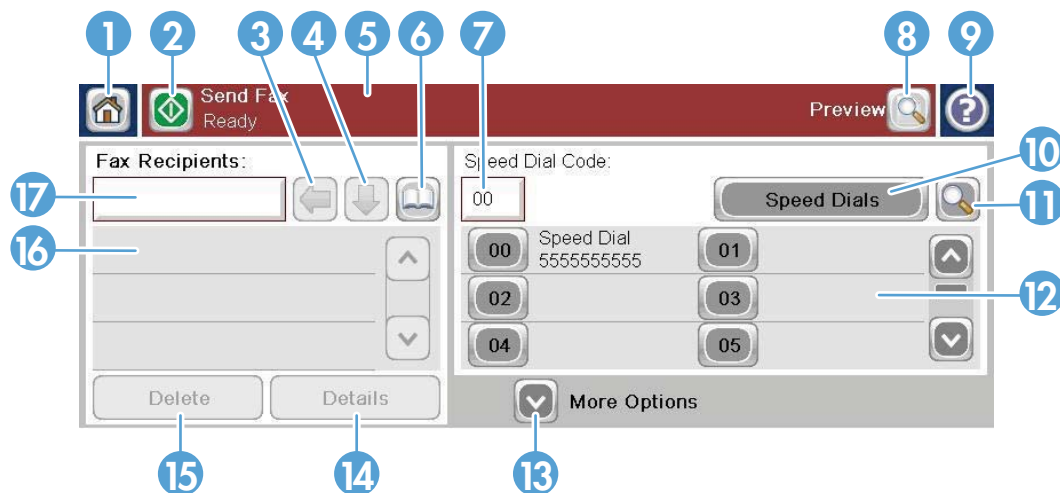 1 2 3 4 5 6 7 8 9
Send Fax
Ready
Preview
Fax Recipients:
Speed Dial Code:
10
17
00
Speed Dials
11
16
00 Speed Dial 01
5555555555
02 03
12
04 05
Delete Details
More Options
15 14 13